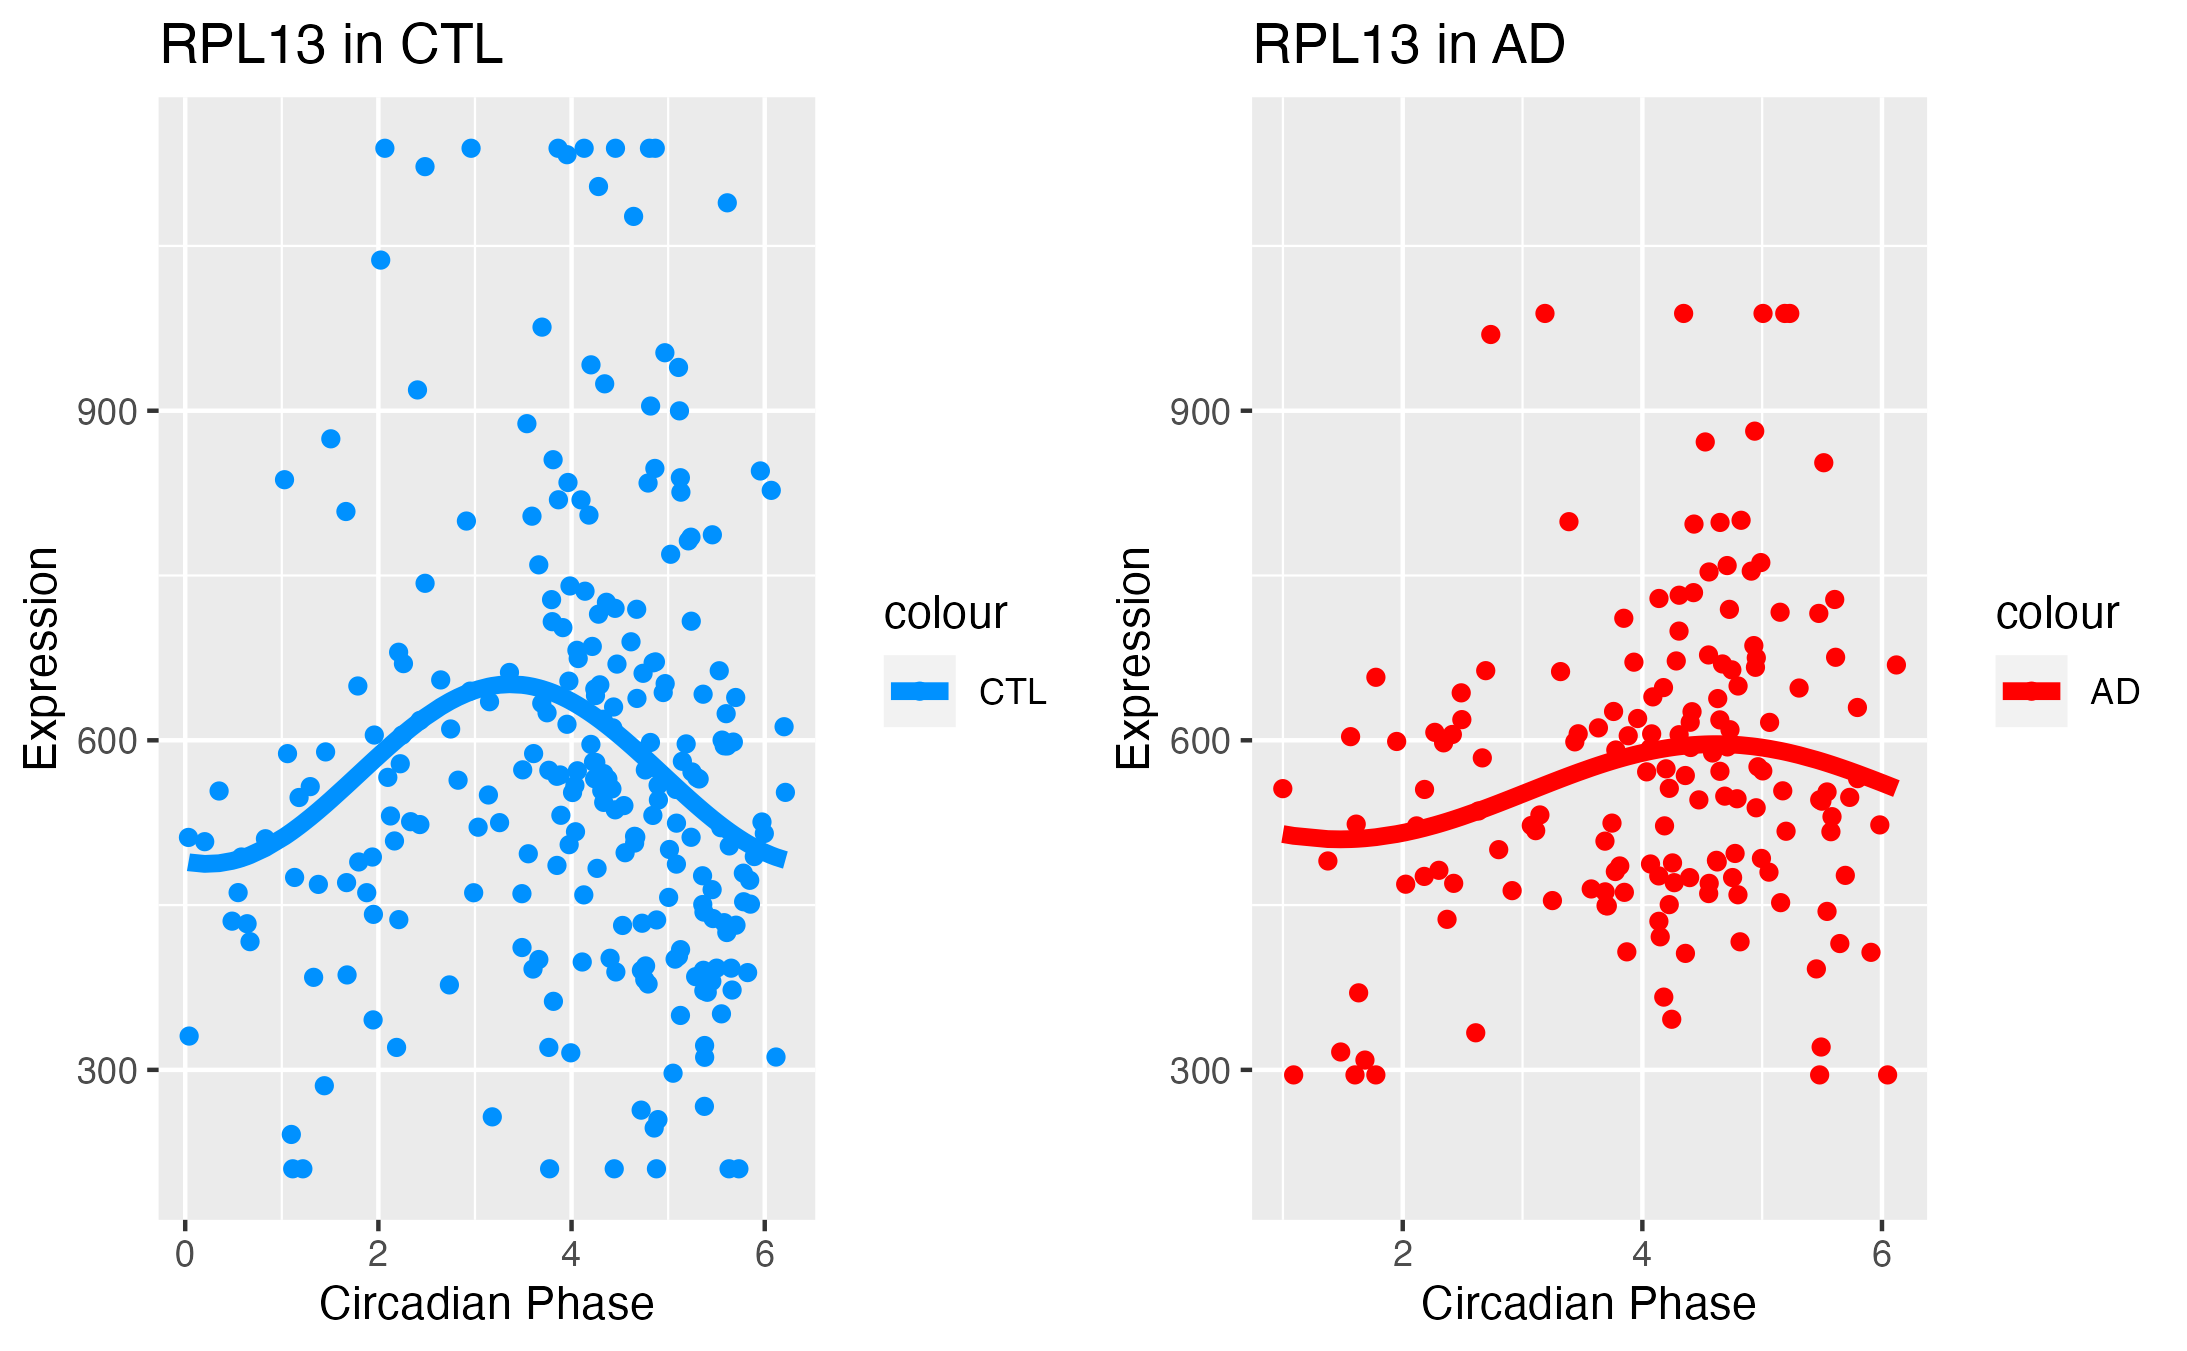 RPL13 in CTL
Expression
900
600
300
0 2 4 6
Circadian Phase
colour
CTL
RPL13 in AD
Expression
900
600
300
2 4 6
Circadian Phase
colour
AD